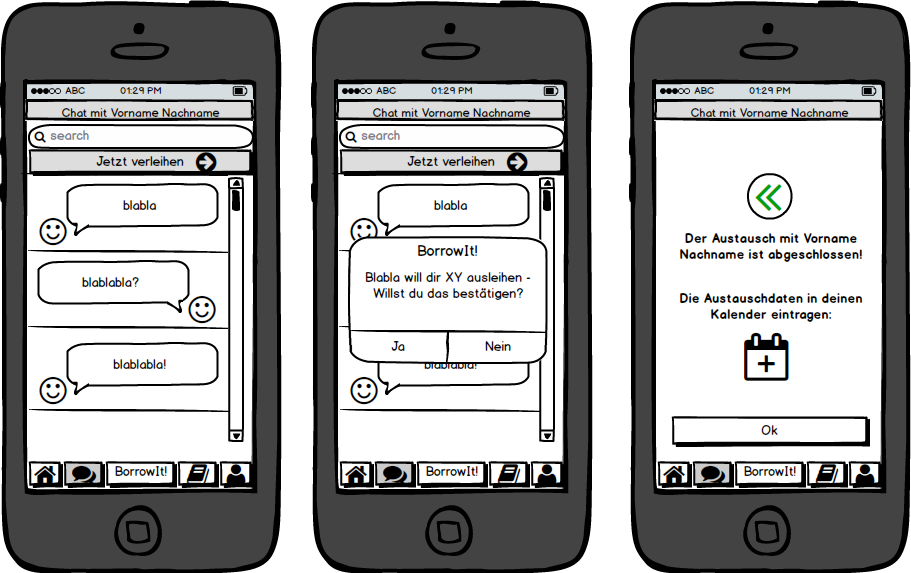 ABC 01:29 PM
Chat mit Vorname Nachname
search
Jetzt verleihen
blabla
blablabla?
blablabla!
BorrowIt!
ABC 01:29 PM
Chat mit Vorname Nachname
search
Jetzt verleihen
blabla
BorrowIt!
Blabla will dir XY ausleihen -
Willst du das bestätigen?
Ja Nein
blablabla!
BorrowIt!
ABC 01:29 PM
Chat mit Vorname Nachname
Der Austausch mit Vorname
Nachname ist abgeschlossen!
Die Austauschdaten in deinen
Kalender eintragen:
Ok
BorrowIt!